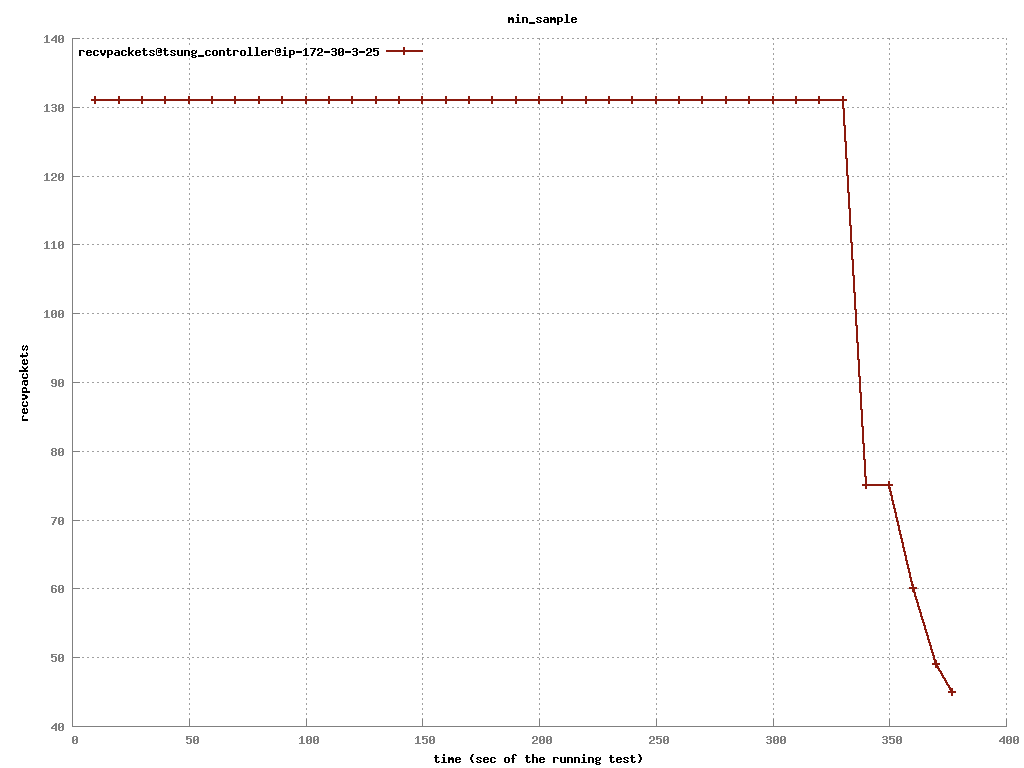 min_sample
recvpackets@tsung_controller@ip-172-30-3-25
140
130
120
110
100
90
80
70
60
50
40
recvpackets
0 50 100 150 200 250 300 350 400
time (sec of the running test)